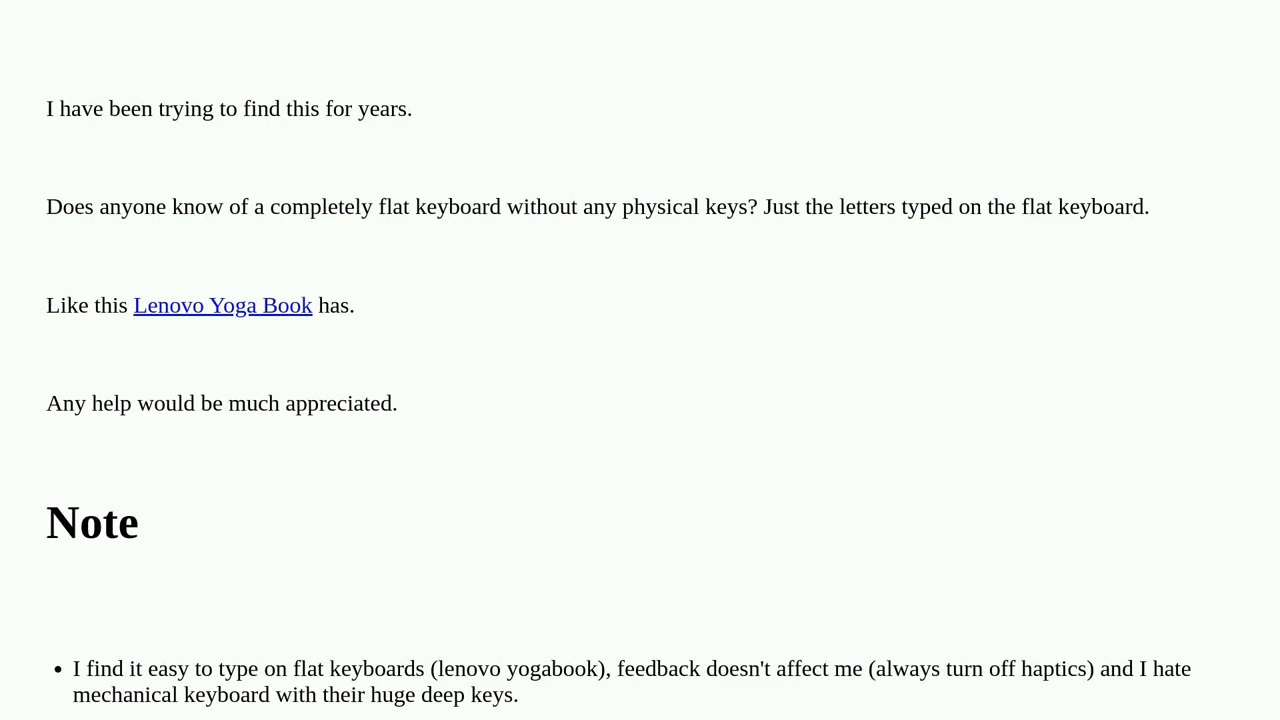 I have been trying to find this for years.
Does anyone know of a completely flat keyboard without any physical keys? Just the letters typed on the flat keyboard.
Like this Lenovo Yoga Book has.
Any help would be much appreciated.
Note
• I find it easy to type on flat keyboards (lenovo yogabook), feedback doesn't affect me (always turn off haptics) and I hate
mechanical keyboard with their huge deep keys.